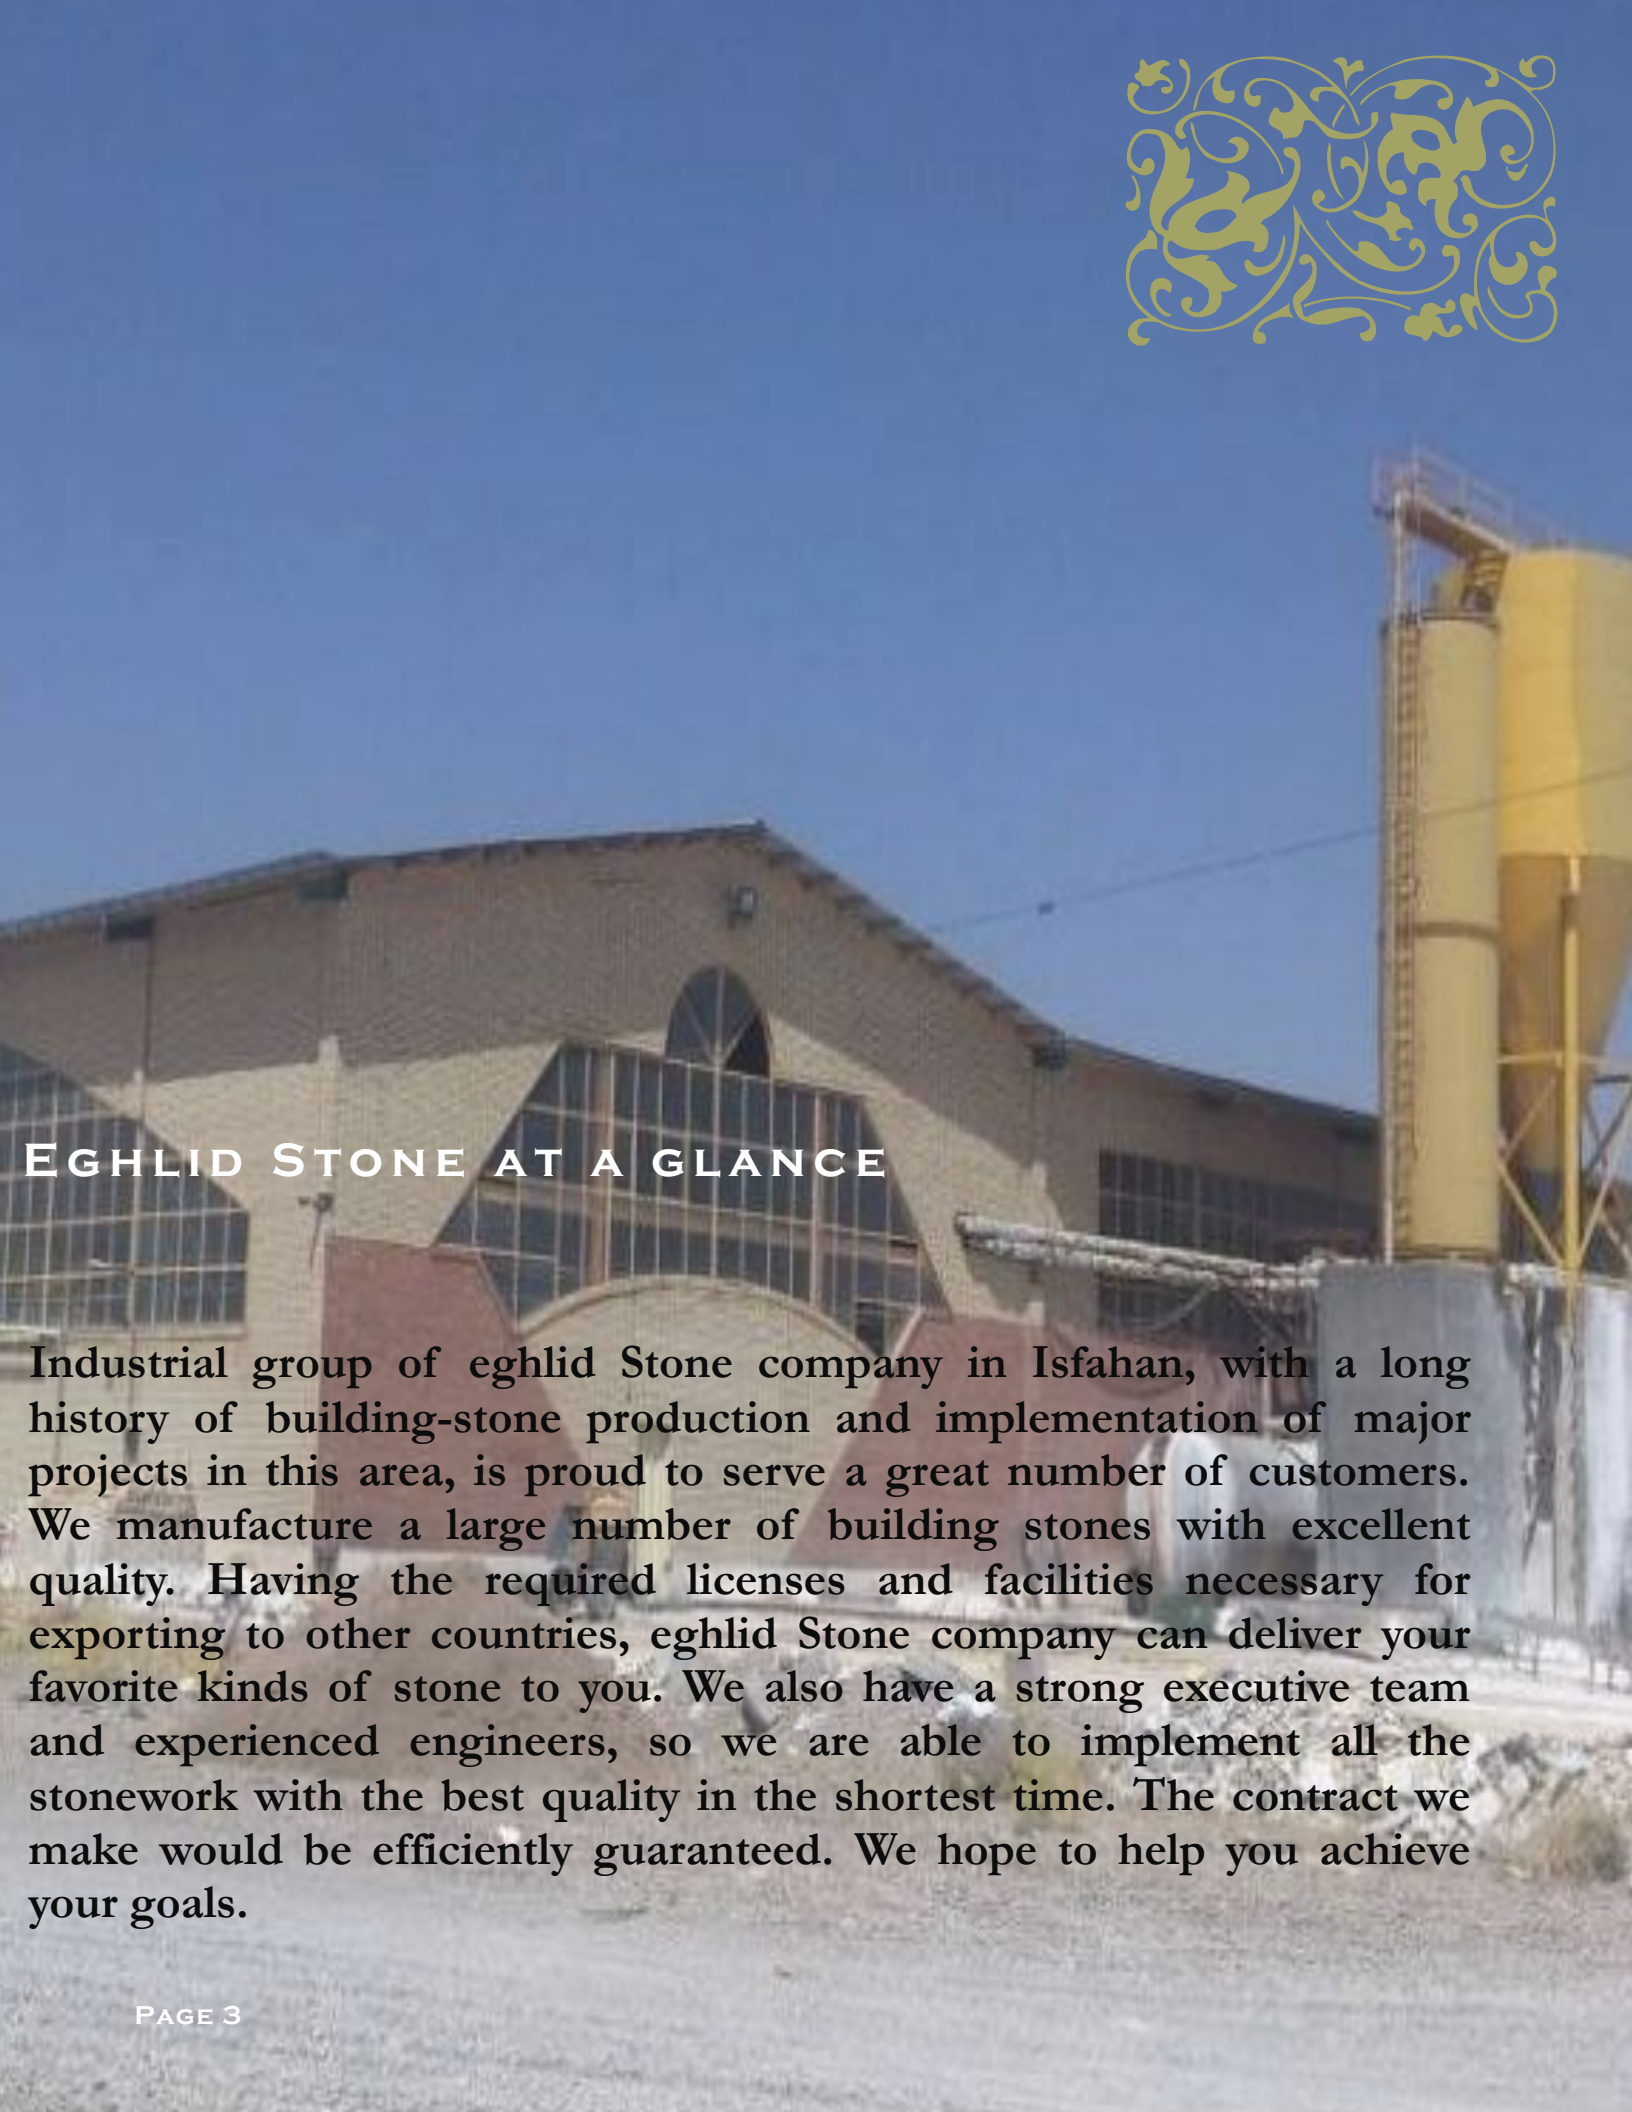 Eghlid Stone at a glance
Industrial group of eghlid Stone company in Isfahan, with a long
history of building-stone production and implementation of major
projects in this area, is proud to serve a great number of customers.
We manufacture a large number of building stones with excellent
quality. Having the required licenses and facilities necessary for
exporting to other countries, eghlid Stone company can deliver your
favorite kinds of stone to you. We also have a strong executive team
and experienced engineers, so we are able to implement all the
stonework with the best quality in the shortest time. The contract we
make would be efficiently guaranteed. We hope to help you achieve
your goals.
Page 3